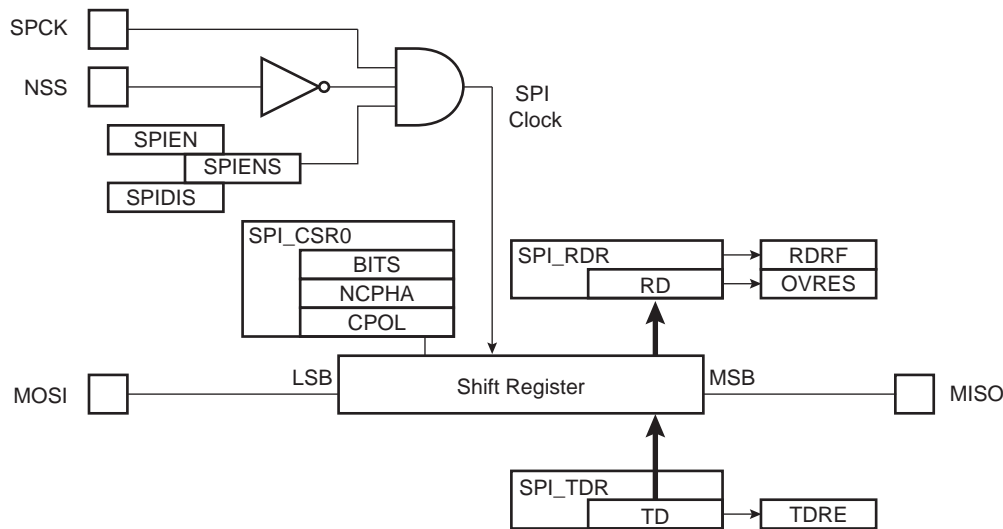 SPCK
NSS
SPI
Clock
SPIEN
SPIENS
SPIDIS
SPI_CSR0
BITS
NCPHA
CPOL
SPI_RDR
RD
RDRF
OVRES
MOSI
LSB
Shift Register
MSB
MISO
SPI_TDR
TD
TDRE